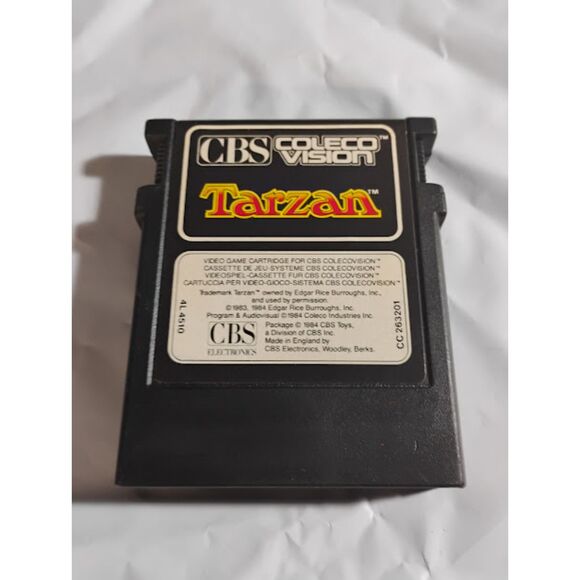 CBS COLECO VISION™
Tarzan™
VIDEO GAME CARTRIDGE FOR CBS COLECOVISION™
CASSETTE DE JEU-SYSTEME CBS COLECOVISION™
VIDEOSPIEL-CASSETTE FUR CBS COLECOVISION™
CARTUCCIA PER VIDEO-GIOCO-SISTEMA CBS COLECOVISION™
Trademark Tarzan™ owned by Edgar Rice Burroughs, Inc.,
and used by permission.
©1983, 1984 Edgar Rice Burroughs, Inc.
Program & Audiovisual ©1984 Coleco Industries Inc.
Package © 1984 CBS Toys,
a Division of CBS Inc.
Made in England by
CBS Electronics, Woodley, Berks.
CBS
ELECTRONICS
4L 4510
CC 263201